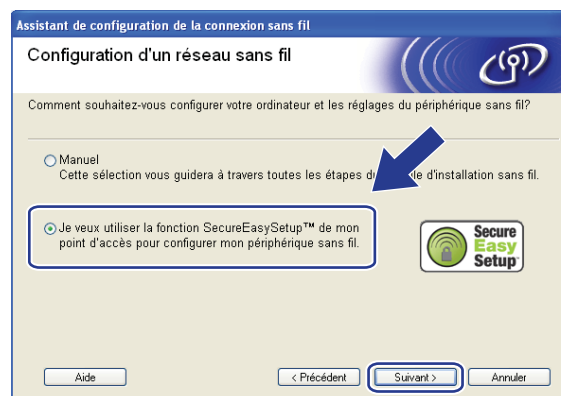 Assistant de configuration de la connexion sans fil
Configuration d'un réseau sans fil
Comment souhaitez-vous configurer votre ordinateur et les réglages du périphérique sans fil?
Manuel
Cette sélection vous guidera à travers toutes les étapes d'installation sans fil.
Je veux utiliser la fonction SecureEasySetup™ de mon
point d'accès pour configurer mon périphérique sans fil.
Secure
Easy
Setup
Aide
< Précédent
Suivant >
Annuler